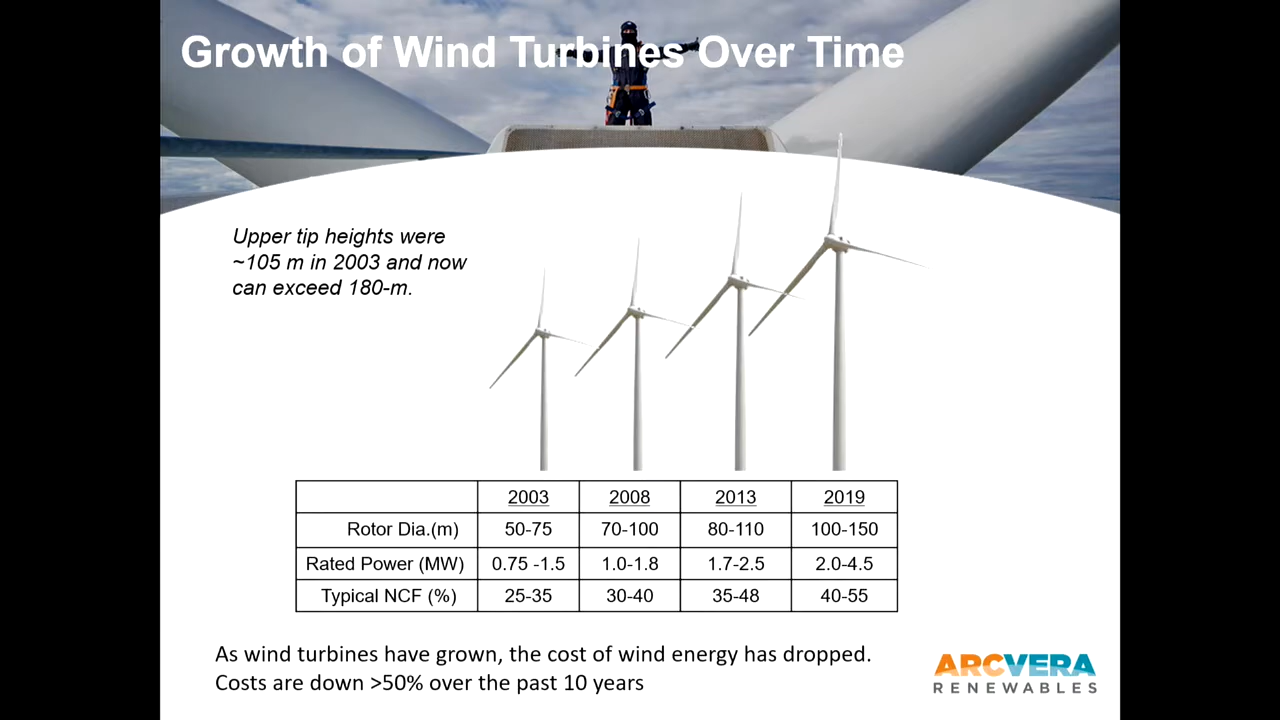 Growth of Wind Turbines Over Time
Upper tip heights were
~105 m in 2003 and now
can exceed 180-m.
2003 2008 2013 2019
Rotor Dia.(m) 50-75 70-100 80-110 100-150
Rated Power (MW) 0.75 -1.5 1.0-1.8 1.7-2.5 2.0-4.5
Typical NCF (%) 25-35 30-40 35-48 40-55
As wind turbines have grown, the cost of wind energy has dropped.
Costs are down >50% over the past 10 years
ARCVERA
RENEWABLES